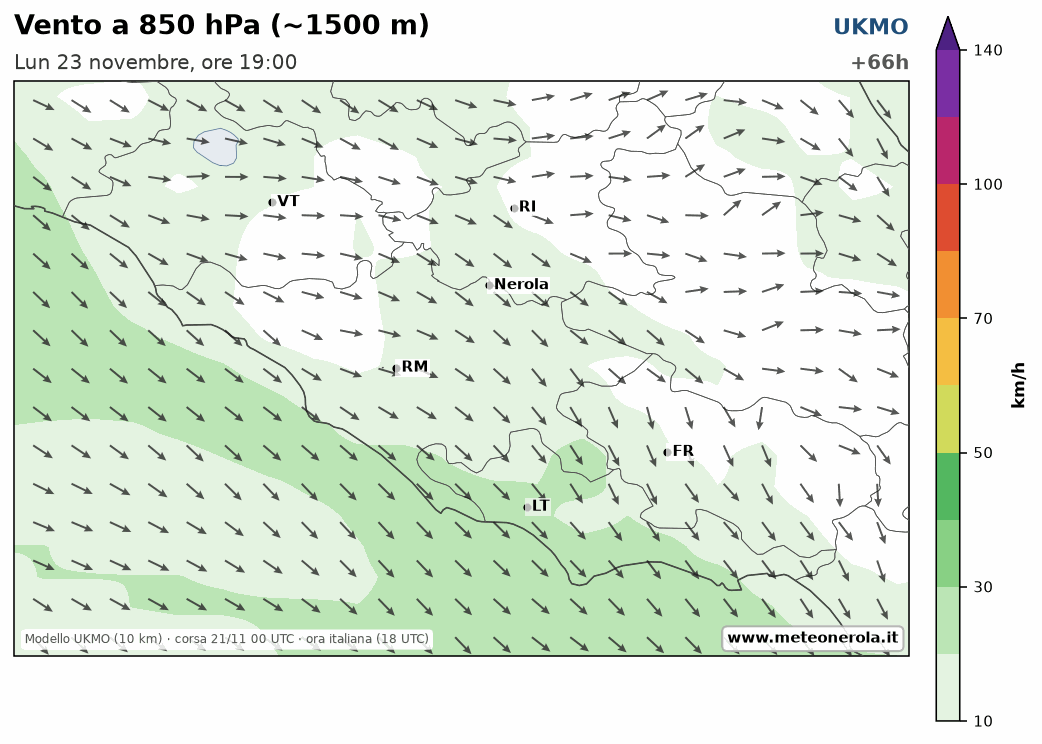 Vento a 850 hPa (~1500 m)
UKMO
Lun 23 novembre, ore 19:00
+66h
140
100
70
50
30
10
km/h
VT
RI
Nerola
RM
FR
LT
Modello UKMO (10 km) · corsa 21/11 00 UTC · ora italiana (18 UTC)
www.meteonerola.it